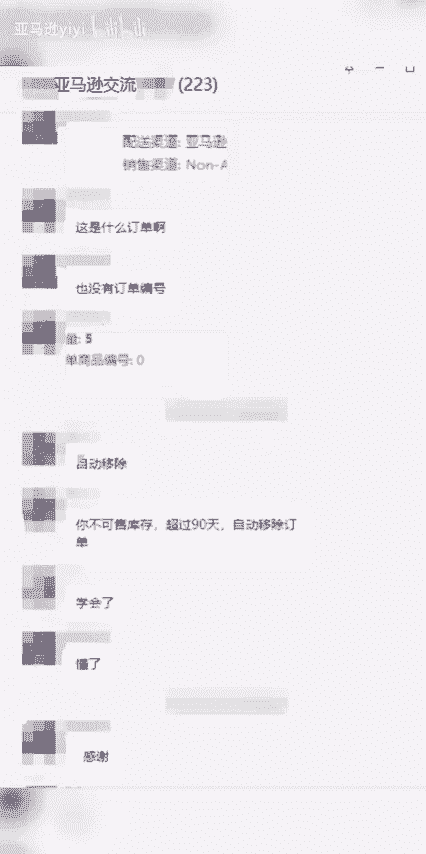 亚马逊yiyi
亚马逊交流 (223)
配送渠道: 亚马逊
销售渠道: Non-A
这是什么订单啊
也没有订单编号
量: 5
单商品编号: 0
自动移除
你不可售库存，超过90天，自动移除订
单
学会了
懂了
感谢